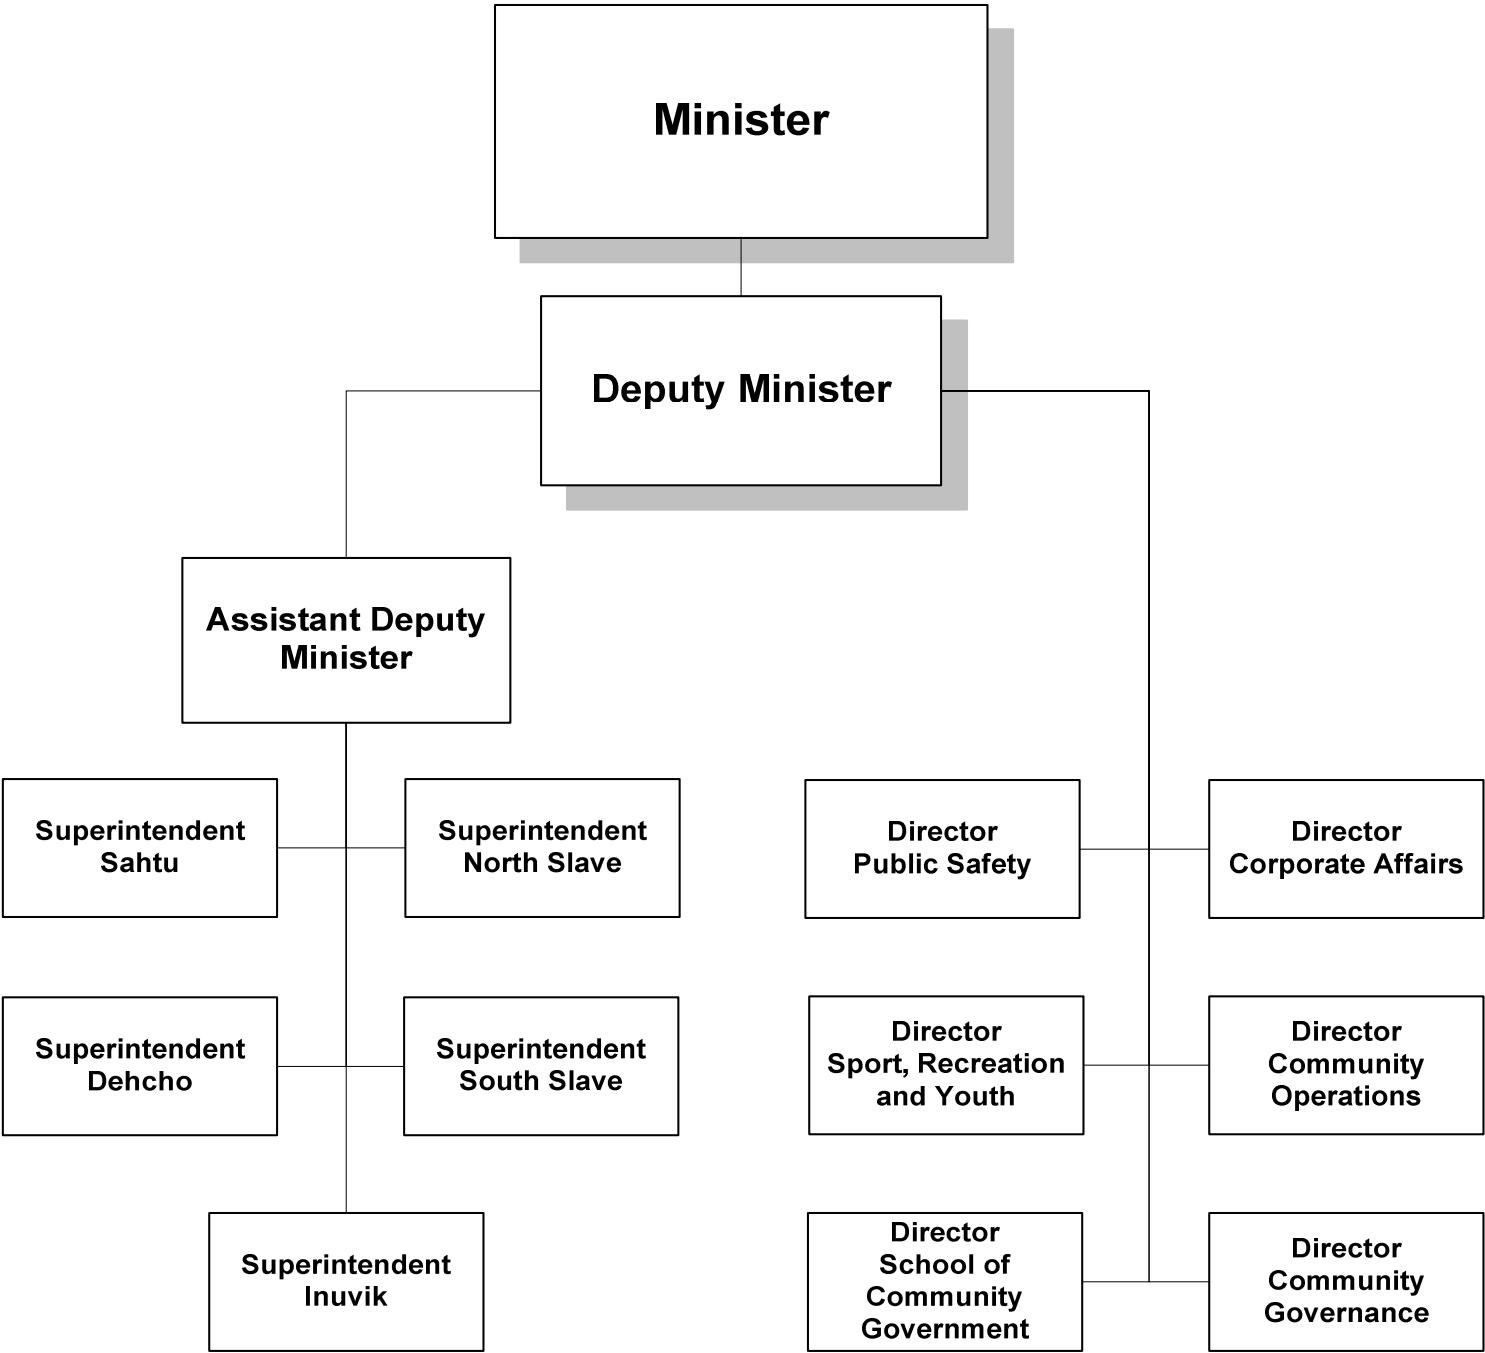 Minister
Deputy Minister
Assistant Deputy
Minister
Superintendent
Sahtu
Superintendent
North Slave
Director
Public Safety
Director
Corporate Affairs
Superintendent
Dehcho
Superintendent
South Slave
Director
Sport, Recreation
and Youth
Director
Community
Operations
Superintendent
Inuvik
Director
School of
Community
Government
Director
Community
Governance